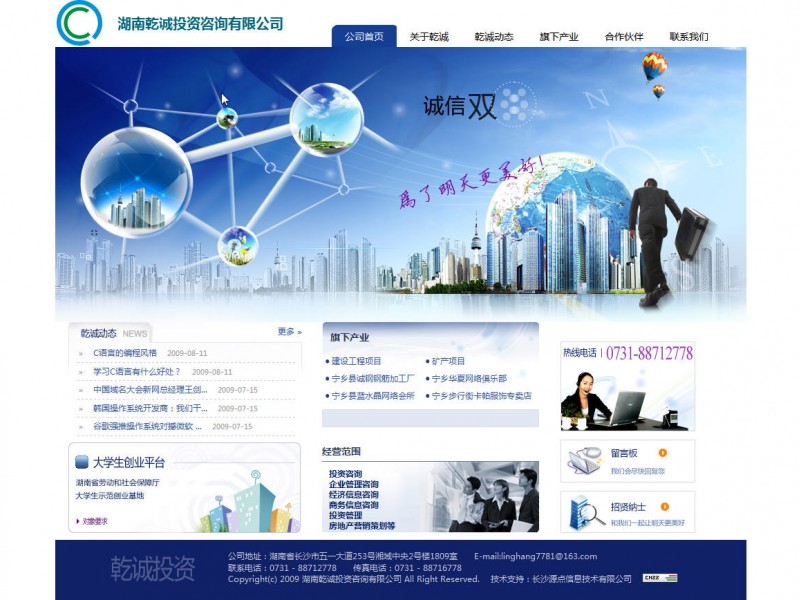 湖南乾诚投资咨询有限公司
公司首页 关于乾诚 乾诚动态 旗下产业 合作伙伴 联系我们
诚信双
N
E
S
为了明天更美好!
乾诚动态 NEWS 更多 »
» C语言的编程风格 2009-08-11
» 学习C语言有什么好处? 2009-08-11
» 中国域名大会新网总经理王剑... 2009-07-15
» 韩国操作系统开发商:我们干... 2009-07-15
» 谷歌强推操作系统对擂微软 ... 2009-07-15
旗下产业
• 建设工程项目 • 矿产项目
• 宁乡县诚钢钢筋加工厂 • 宁乡华夏网络俱乐部
• 宁乡县蓝水晶网络会所 • 宁乡步行街卡帕服饰专卖店
热线电话 | 0731-88712778
大学生创业平台
湖南省劳动和社会保障厅
大学生示范创业基地
对象要求
经营范围
投资咨询
企业管理咨询
经济信息咨询
商务信息咨询
投资管理
房地产营销策划等
留言板
我们会尽快回复您
招贤纳士
和我们一起让明天更美好
乾诚投资
公司地址:湖南省长沙市五一大道253号湘域中央2号楼1809室 E-mail:linghang7781@163.com
联系电话:0731 - 88712778 传真电话:0731 - 88716778
Copyright(c) 2009 湖南乾诚投资咨询有限公司 All Right Reserved. 技术支持:长沙源点信息技术有限公司 CNZZ